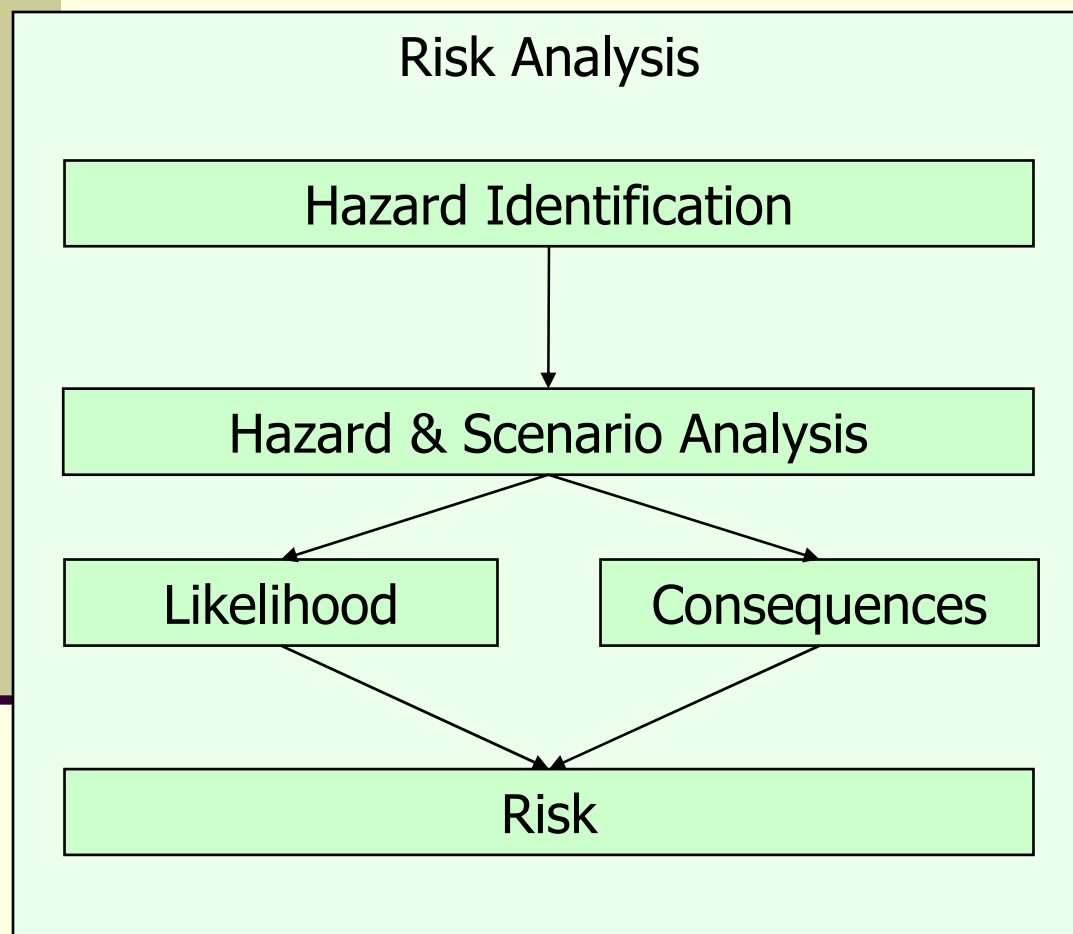 Risk Analysis
Hazard Identification
Hazard & Scenario Analysis
Likelihood
Consequences
Risk